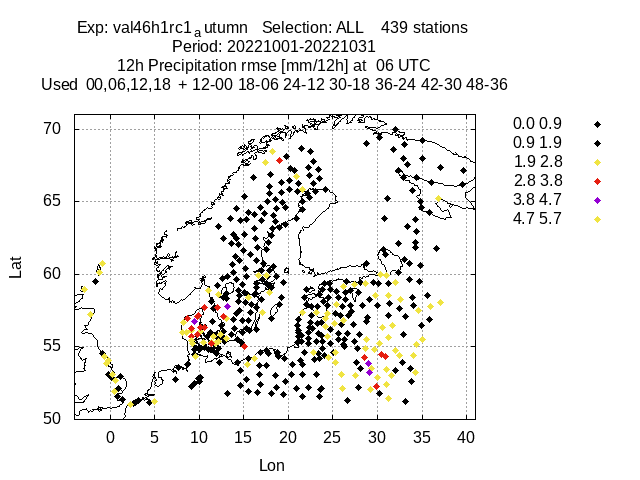 Exp: val46h1rc1autumn Selection: ALL 439 stations
Period: 20221001-20221031
12h Precipitation rmse [mm/12h] at 06 UTC
Used 00,06,12,18 + 12-00 18-06 24-12 30-18 36-24 42-30 48-36
70
65
60
55
50
Lat
0 5 10 15 20 25 30 35 40
Lon
0.0 0.9
0.9 1.9
1.9 2.8
2.8 3.8
3.8 4.7
4.7 5.7